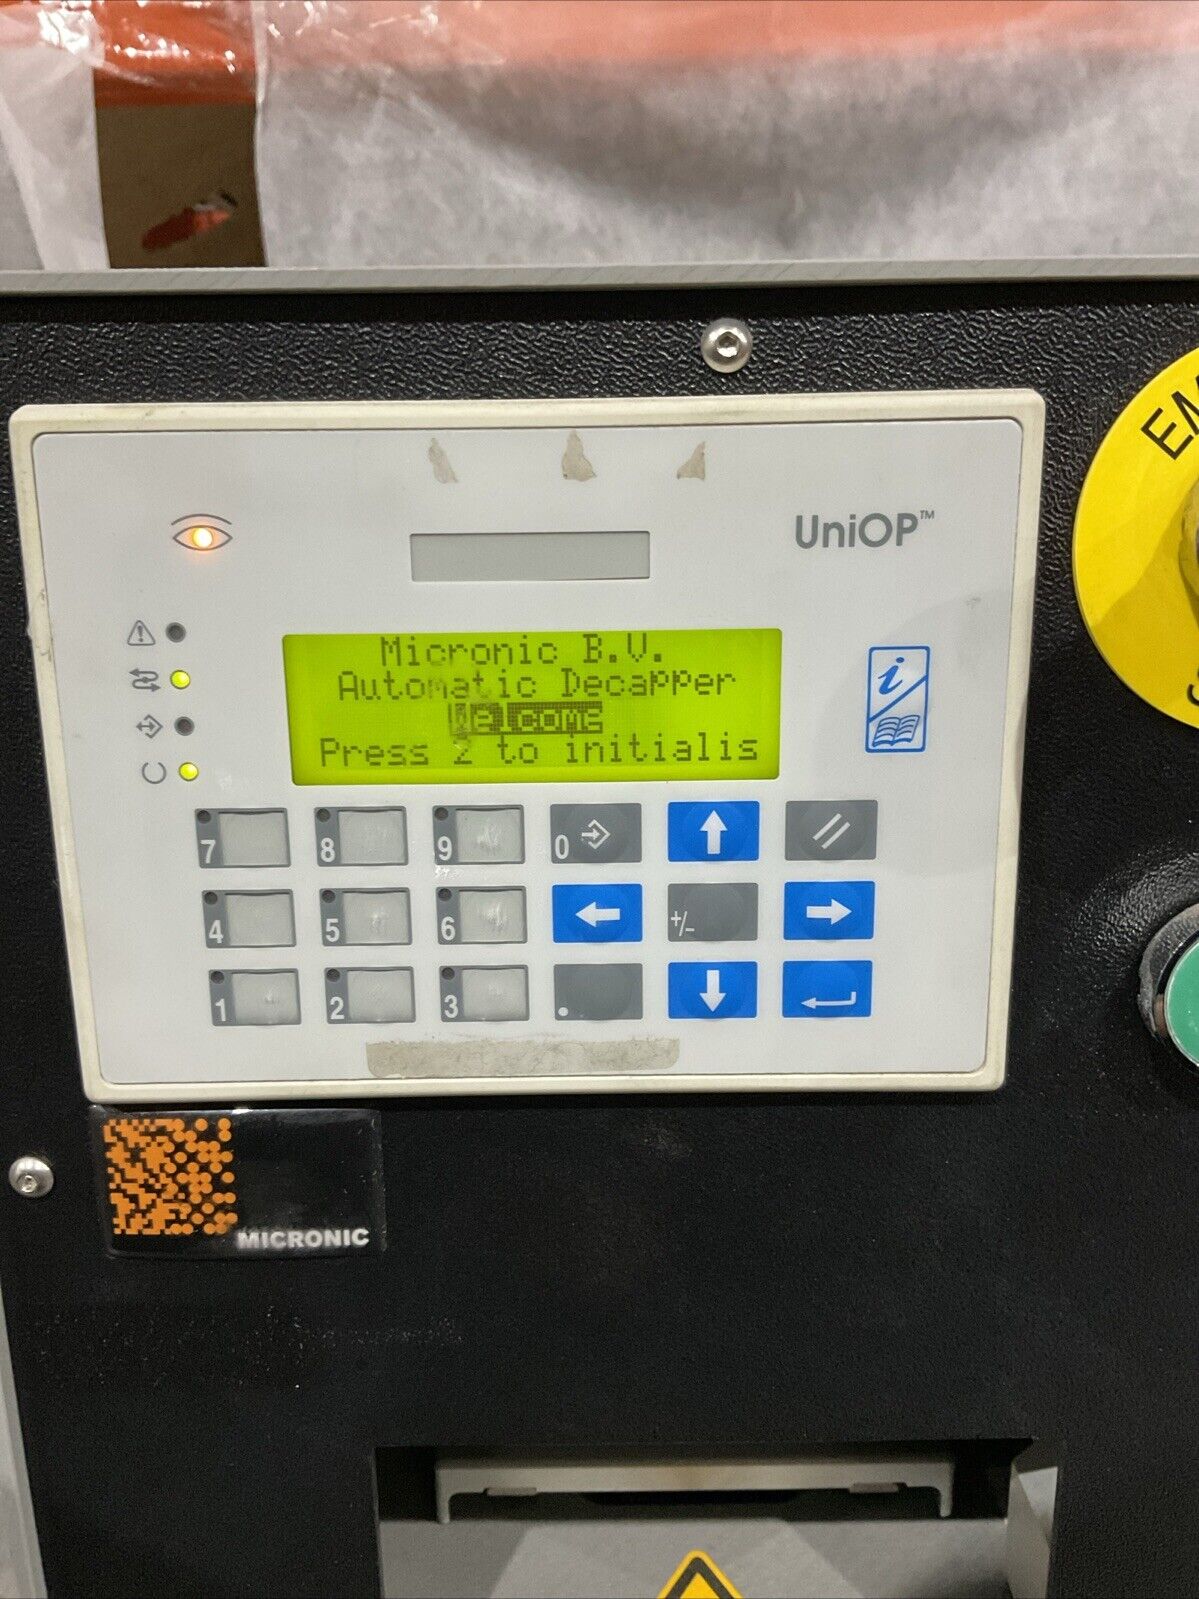 UniOP™
Micronic B.V.
Automatic Decapper
Welcome
Press 2 to initialis
7 8 9 0
4 5 6 +/-
1 2 3 .
MICRONIC